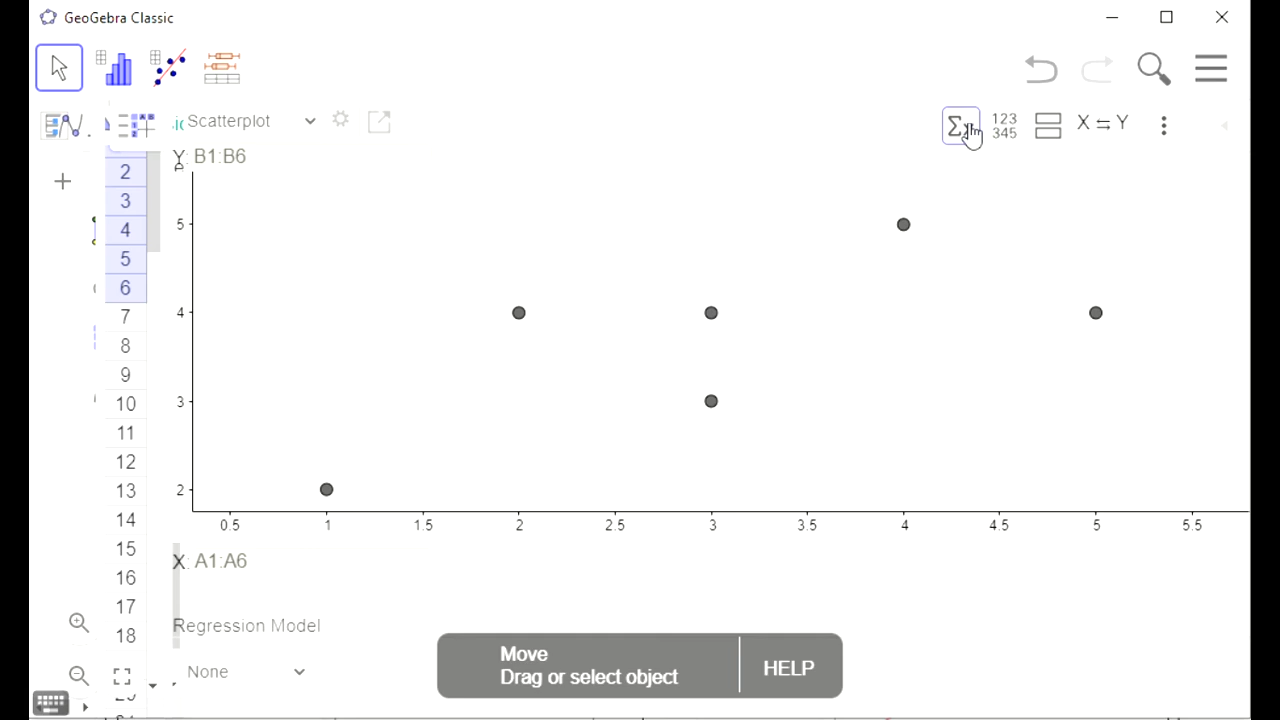 GeoGebra Classic
Scatterplot
Σx
123
345
X ⇆ Y
Y: B1:B6
2
3
4
5
6
7
8
9
10
11
12
13
14
15
16
17
18
5
4
3
2
0.5 1 1.5 2 2.5 3 3.5 4 4.5 5 5.5
X: A1:A6
Regression Model
None
Move
Drag or select object
HELP